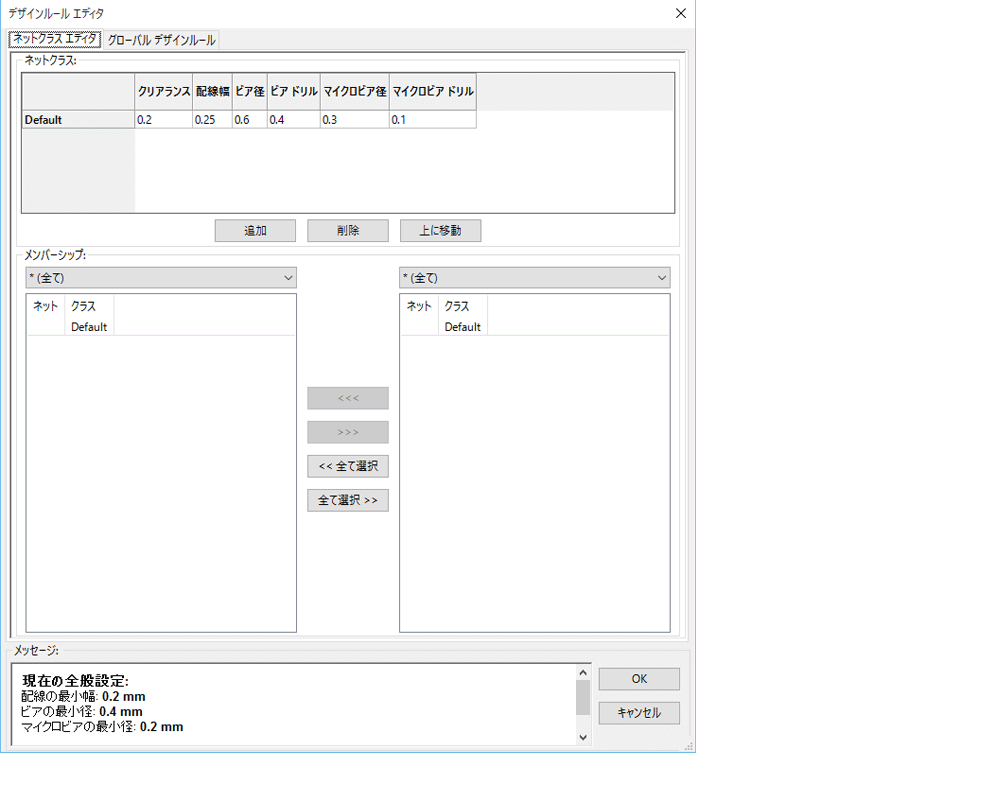 デザインルール エディタ
ネットクラス エディタ グローバル デザインルール
ネットクラス:
クリアランス 配線幅 ビア径 ビア ドリル マイクロビア径 マイクロビア ドリル
Default 0.2 0.25 0.6 0.4 0.3 0.1
追加 削除 上に移動
メンバーシップ:
* (全て) * (全て)
ネット クラス ネット クラス
Default Default
<<<
>>>
<< 全て選択
全て選択 >>
メッセージ:
現在の全般設定:
配線の最小幅: 0.2 mm
ビアの最小径: 0.4 mm
マイクロビアの最小径: 0.2 mm
OK
キャンセル